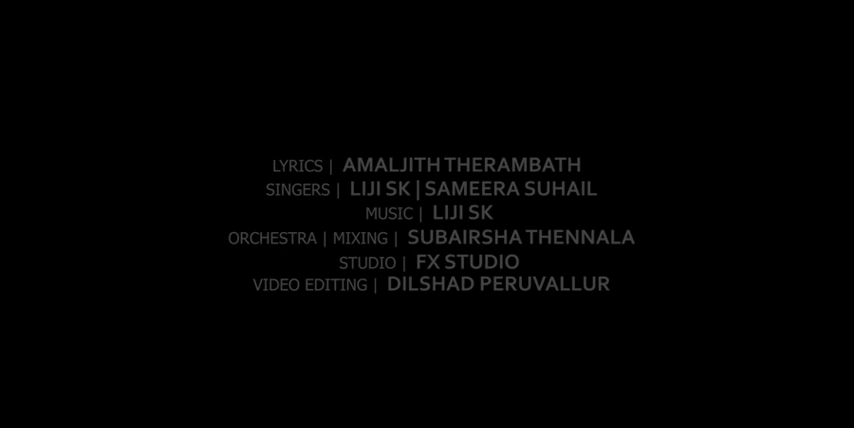 LYRICS | AMALJITH THERAMBATH
SINGERS | LIJI SK | SAMEERA SUHAIL
MUSIC | LIJI SK
ORCHESTRA | MIXING | SUBAIRSHA THENNALA
STUDIO | FX STUDIO
VIDEO EDITING | DILSHAD PERUVALLUR